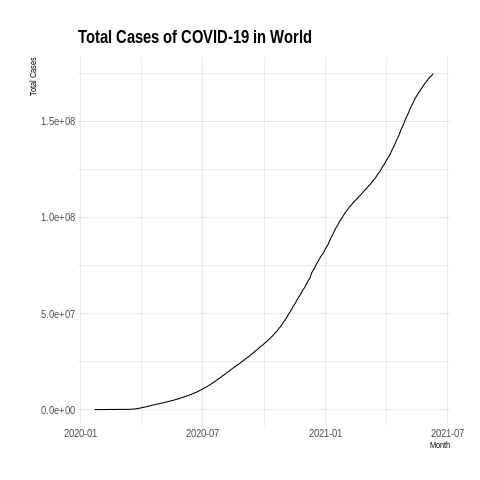 Total Cases of COVID-19 in World
Total Cases
1.5e+08
1.0e+08
5.0e+07
0.0e+00
2020-01 2020-07 2021-01 2021-07
Month